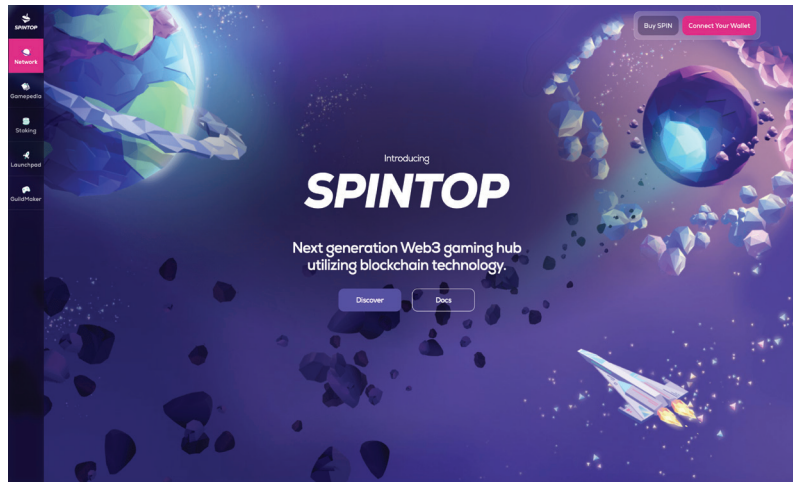 SPINTOP
Network
Gamepedia
Staking
Launchpad
GuildMaker
Buy SPIN
Connect Your Wallet
Introducing
SPINTOP
Next generation Web3 gaming hub
utilizing blockchain technology.
Discover
Docs